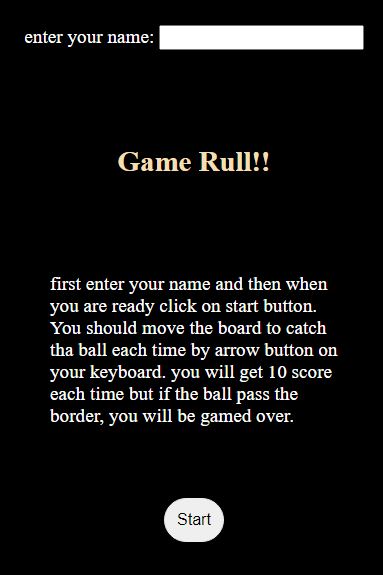 enter your name:
Game Rull!!
first enter your name and then when
you are ready click on start button.
You should move the board to catch
tha ball each time by arrow button on
your keyboard. you will get 10 score
each time but if the ball pass the
border, you will be gamed over.
Start